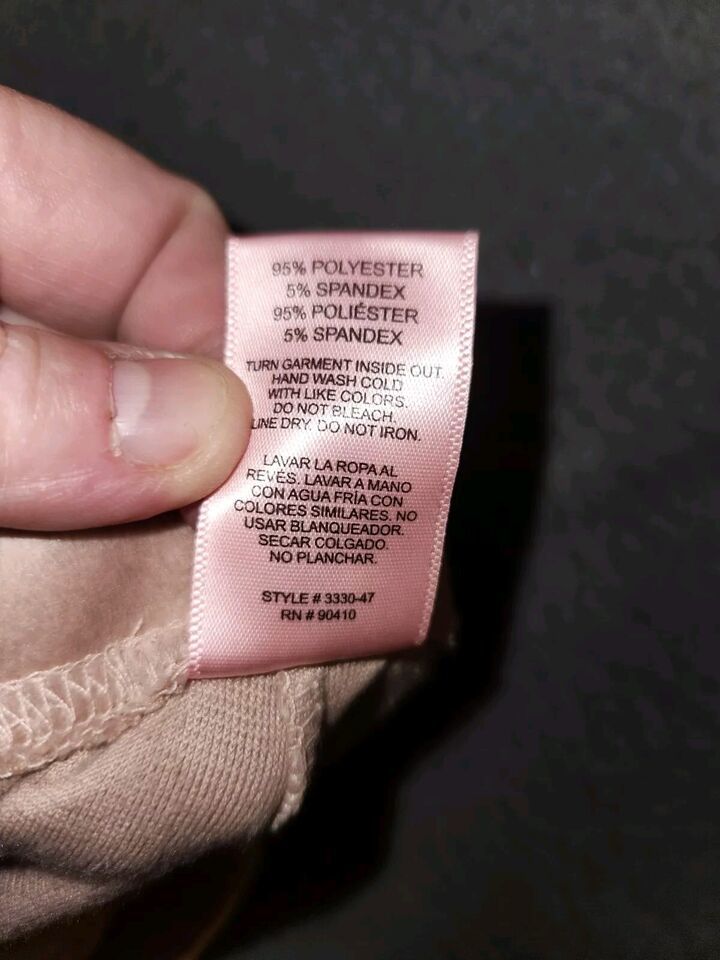 95% POLYESTER
5% SPANDEX
95% POLIÉSTER
5% SPANDEX
TURN GARMENT INSIDE OUT.
HAND WASH COLD
WITH LIKE COLORS.
DO NOT BLEACH.
LINE DRY. DO NOT IRON.
LAVAR LA ROPA AL
REVÉS. LAVAR A MANO
CON AGUA FRÍA CON
COLORES SIMILARES. NO
USAR BLANQUEADOR.
SECAR COLGADO.
NO PLANCHAR.
STYLE # 3330-47
RN # 90410